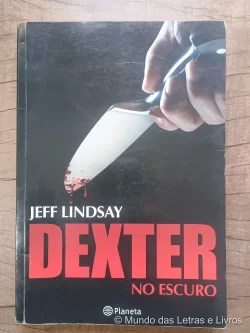 JEFF LINDSAY
DEXTER
NO ESCURO
Planeta
© Mundo das Letras e Livros